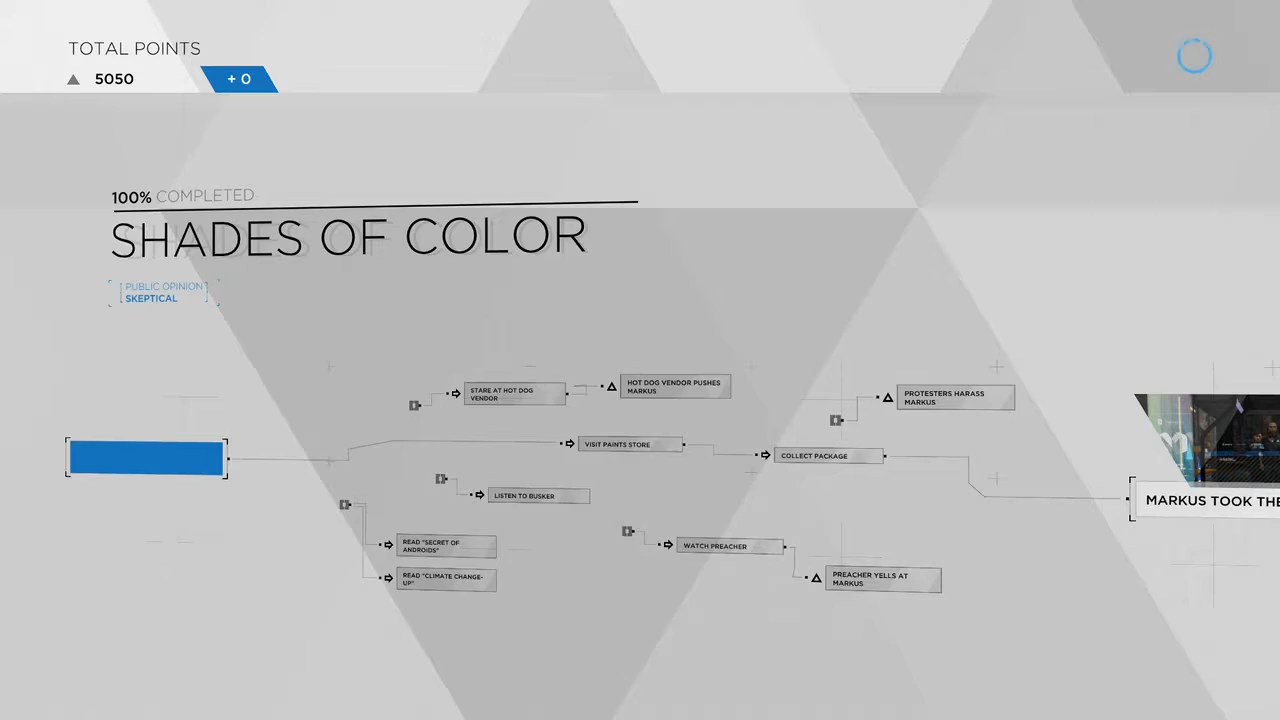 TOTAL POINTS
5050
+ 0
100% COMPLETED
SHADES OF COLOR
PUBLIC OPINION
SKEPTICAL
STARE AT HOT DOG
VENDOR
HOT DOG VENDOR PUSHES
MARKUS
PROTESTERS HARASS
MARKUS
VISIT PAINTS STORE
COLLECT PACKAGE
LISTEN TO BUSKER
MARKUS TOOK THE
READ "SECRET OF
ANDROIDS"
WATCH PREACHER
READ "CLIMATE CHANGE-
UP"
PREACHER YELLS AT
MARKUS